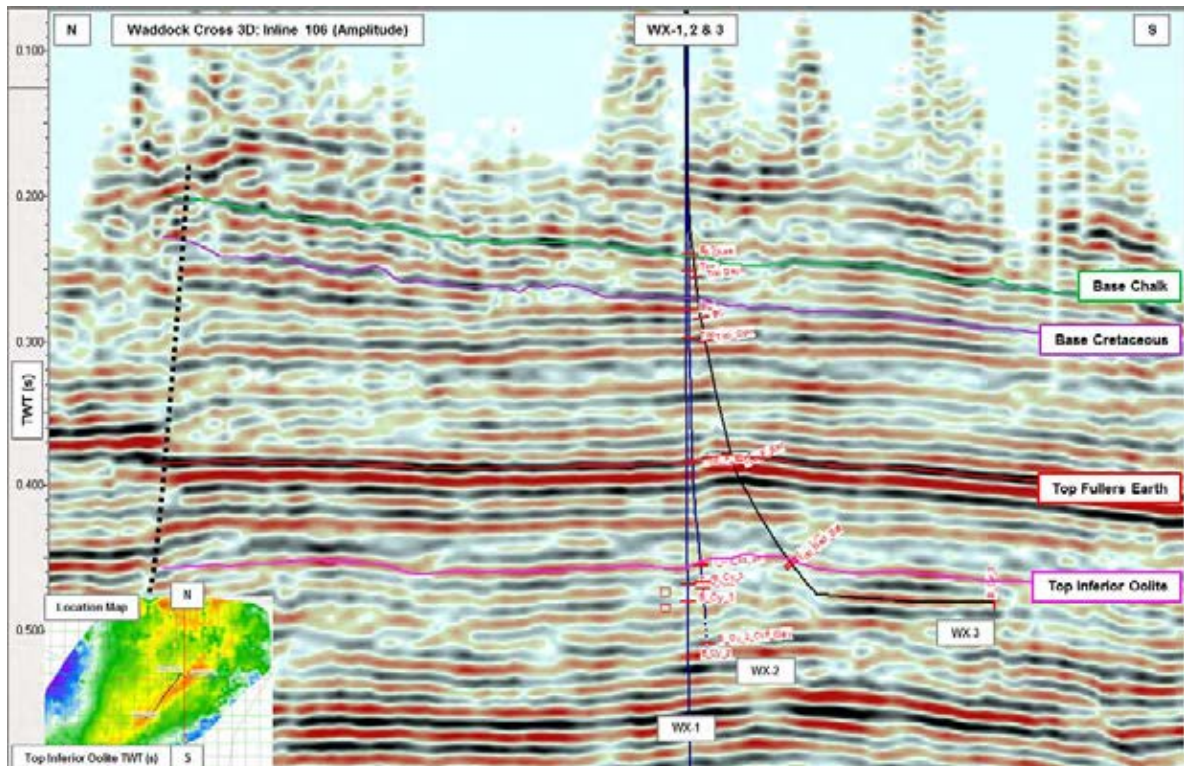 N
Waddock Cross 3D: Inline 106 (Amplitude)
WX-1, 2 & 3
S
0.100
0.200
0.300
0.400
0.500
TWT (s)
Base Chalk
Base Cretaceous
Top Fullers Earth
Top Inferior Oolite
WX-3
WX-2
WX-1
Location Map
N
Top Inferior Oolite TWT (s)
S